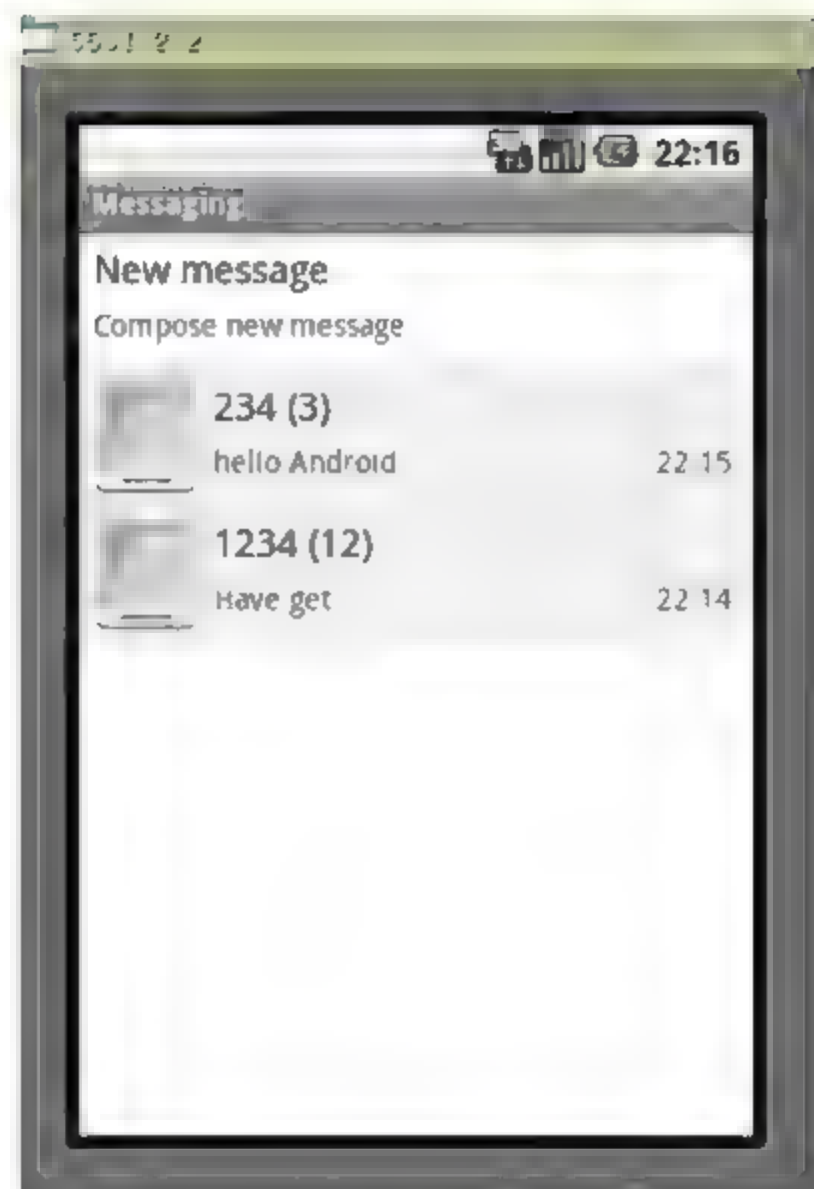 22:16
Messaging
New message
Compose new message
234 (3)
hello Android 22 15
1234 (12)
Have get 22 14